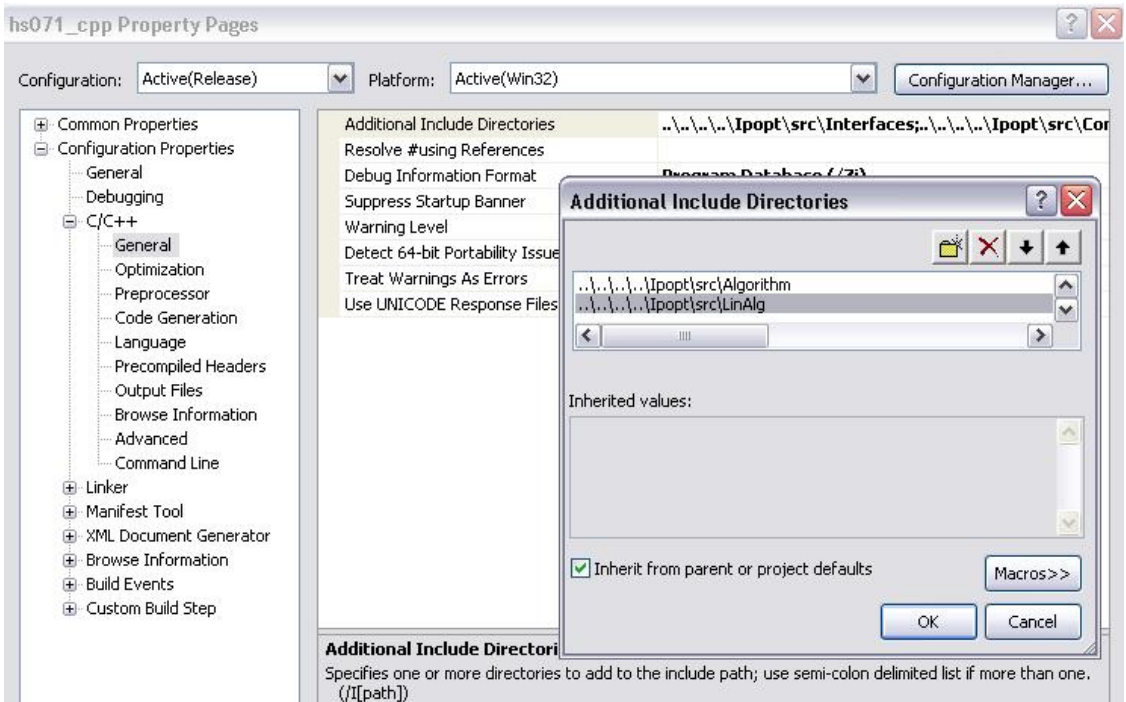 hs071_cpp Property Pages
Configuration: Active(Release) Platform: Active(Win32) Configuration Manager...
Common Properties
Configuration Properties
General
Debugging
C/C++
General
Optimization
Preprocessor
Code Generation
Language
Precompiled Headers
Output Files
Browse Information
Advanced
Command Line
Linker
Manifest Tool
XML Document Generator
Browse Information
Build Events
Custom Build Step
Additional Include Directories ..\..\..\..\Ipopt\src\Interfaces;..\..\..\..\Ipopt\src\Cor
Resolve #using References
Debug Information Format Program Database (/Zi)
Suppress Startup Banner
Warning Level
Detect 64-bit Portability Issue
Treat Warnings As Errors
Use UNICODE Response Files
Additional Include Directories
..\..\..\..\Ipopt\src\Algorithm
..\..\..\..\Ipopt\src\LinAlg
Inherited values:
Inherit from parent or project defaults
Macros>>
OK Cancel
Additional Include Directori
Specifies one or more directories to add to the include path; use semi-colon delimited list if more than one.
(/I[path])